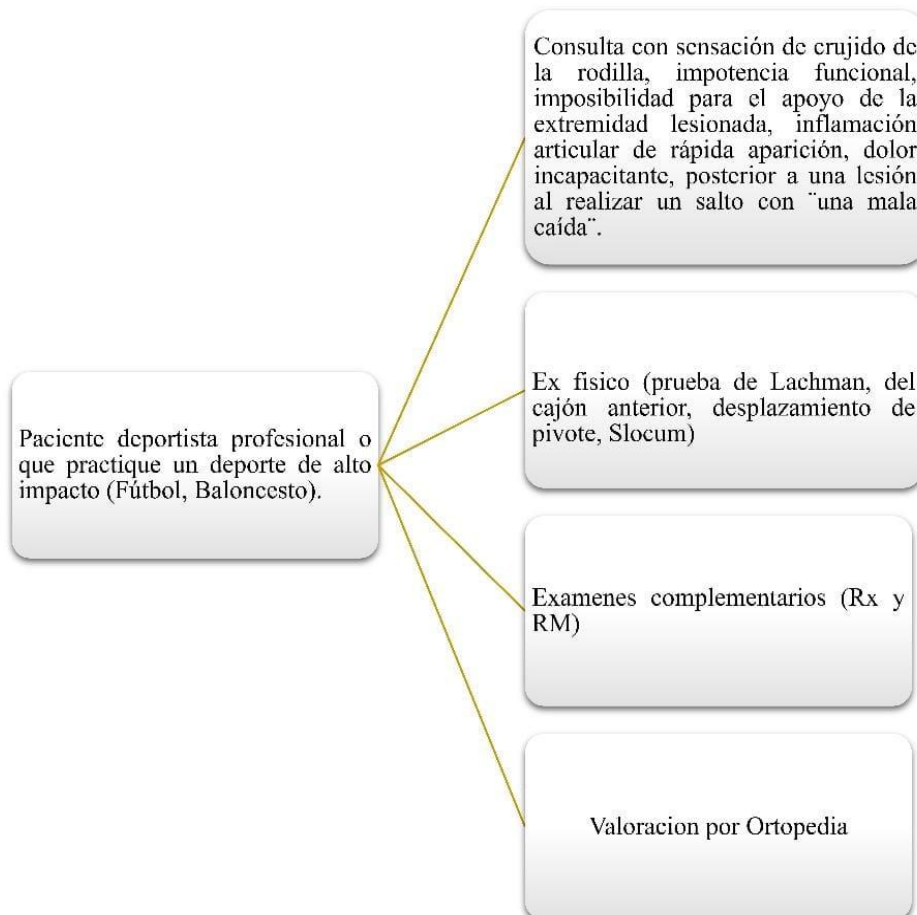 Paciente deportista profesional o
que practique un deporte de alto
impacto (Fútbol, Baloncesto).
Consulta con sensación de crujido de
la rodilla, impotencia funcional,
imposibilidad para el apoyo de la
extremidad lesionada, inflamación
articular de rápida aparición, dolor
incapacitante, posterior a una lesión
al realizar un salto con ¨una mala
caída¨.
Ex fisico (prueba de Lachman, del
cajón anterior, desplazamiento de
pivote, Slocum)
Examenes complementarios (Rx y
RM)
Valoracion por Ortopedia